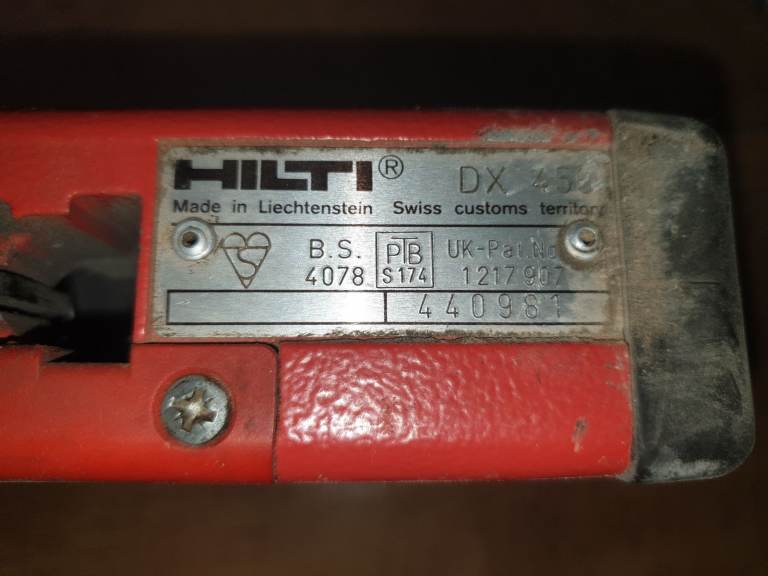 HILTI® DX 45
Made in Liechtenstein Swiss customs territory
B.S. PTB UK-Pat.No
4078 S174 1217907
440981